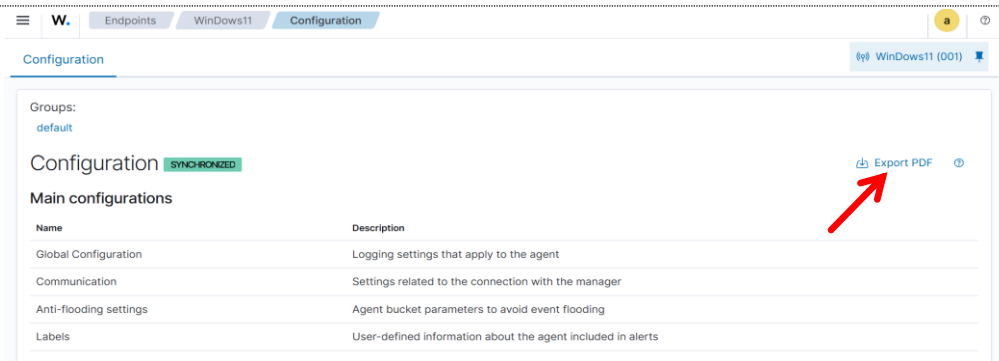 W. Endpoints WinDows11 Configuration a
Configuration WinDows11 (001)
Groups:
default
Configuration SYNCHRONIZED Export PDF
Main configurations
Name Description
Global Configuration Logging settings that apply to the agent
Communication Settings related to the connection with the manager
Anti-flooding settings Agent bucket parameters to avoid event flooding
Labels User-defined information about the agent included in alerts